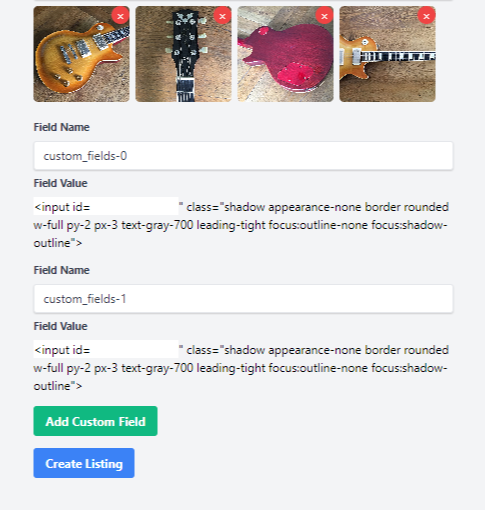 ×
×
×
×
Field Name
custom_fields-0
Field Value
<input id= " class="shadow appearance-none border rounded
w-full py-2 px-3 text-gray-700 leading-tight focus:outline-none focus:shadow-
outline">
Field Name
custom_fields-1
Field Value
<input id= " class="shadow appearance-none border rounded
w-full py-2 px-3 text-gray-700 leading-tight focus:outline-none focus:shadow-
outline">
Add Custom Field
Create Listing